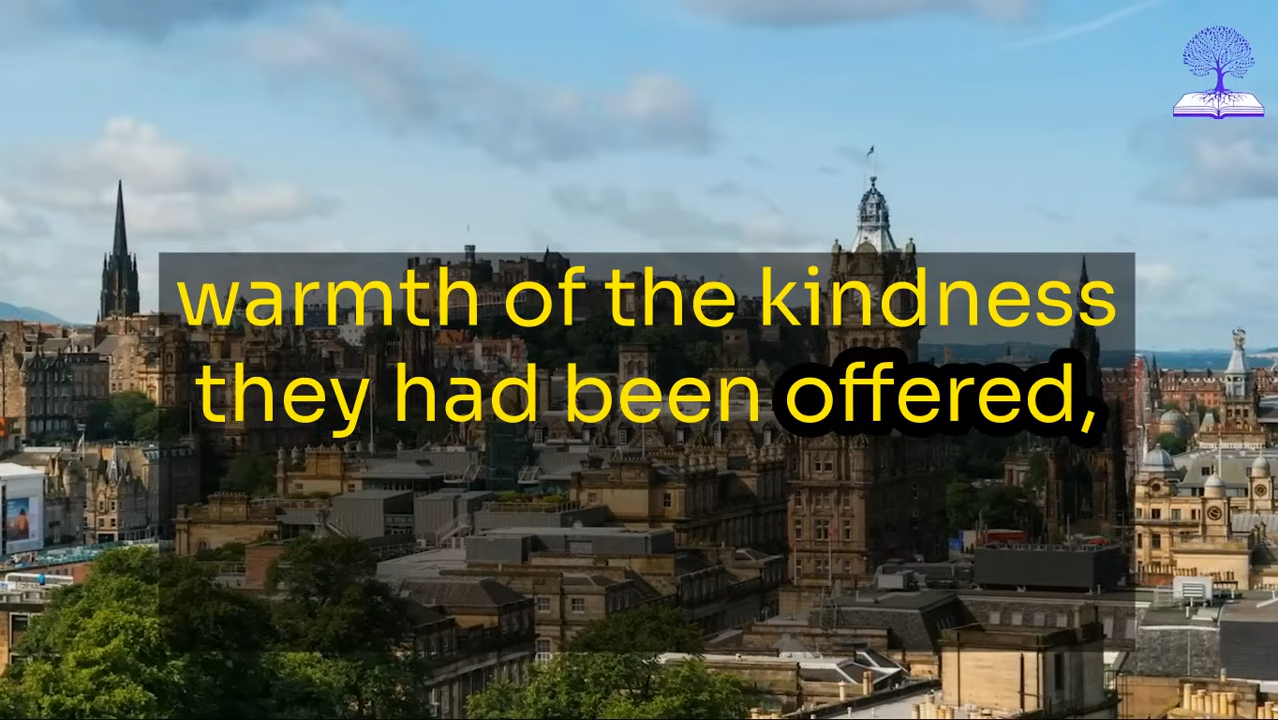 warmth of the kindness
they had been offered,